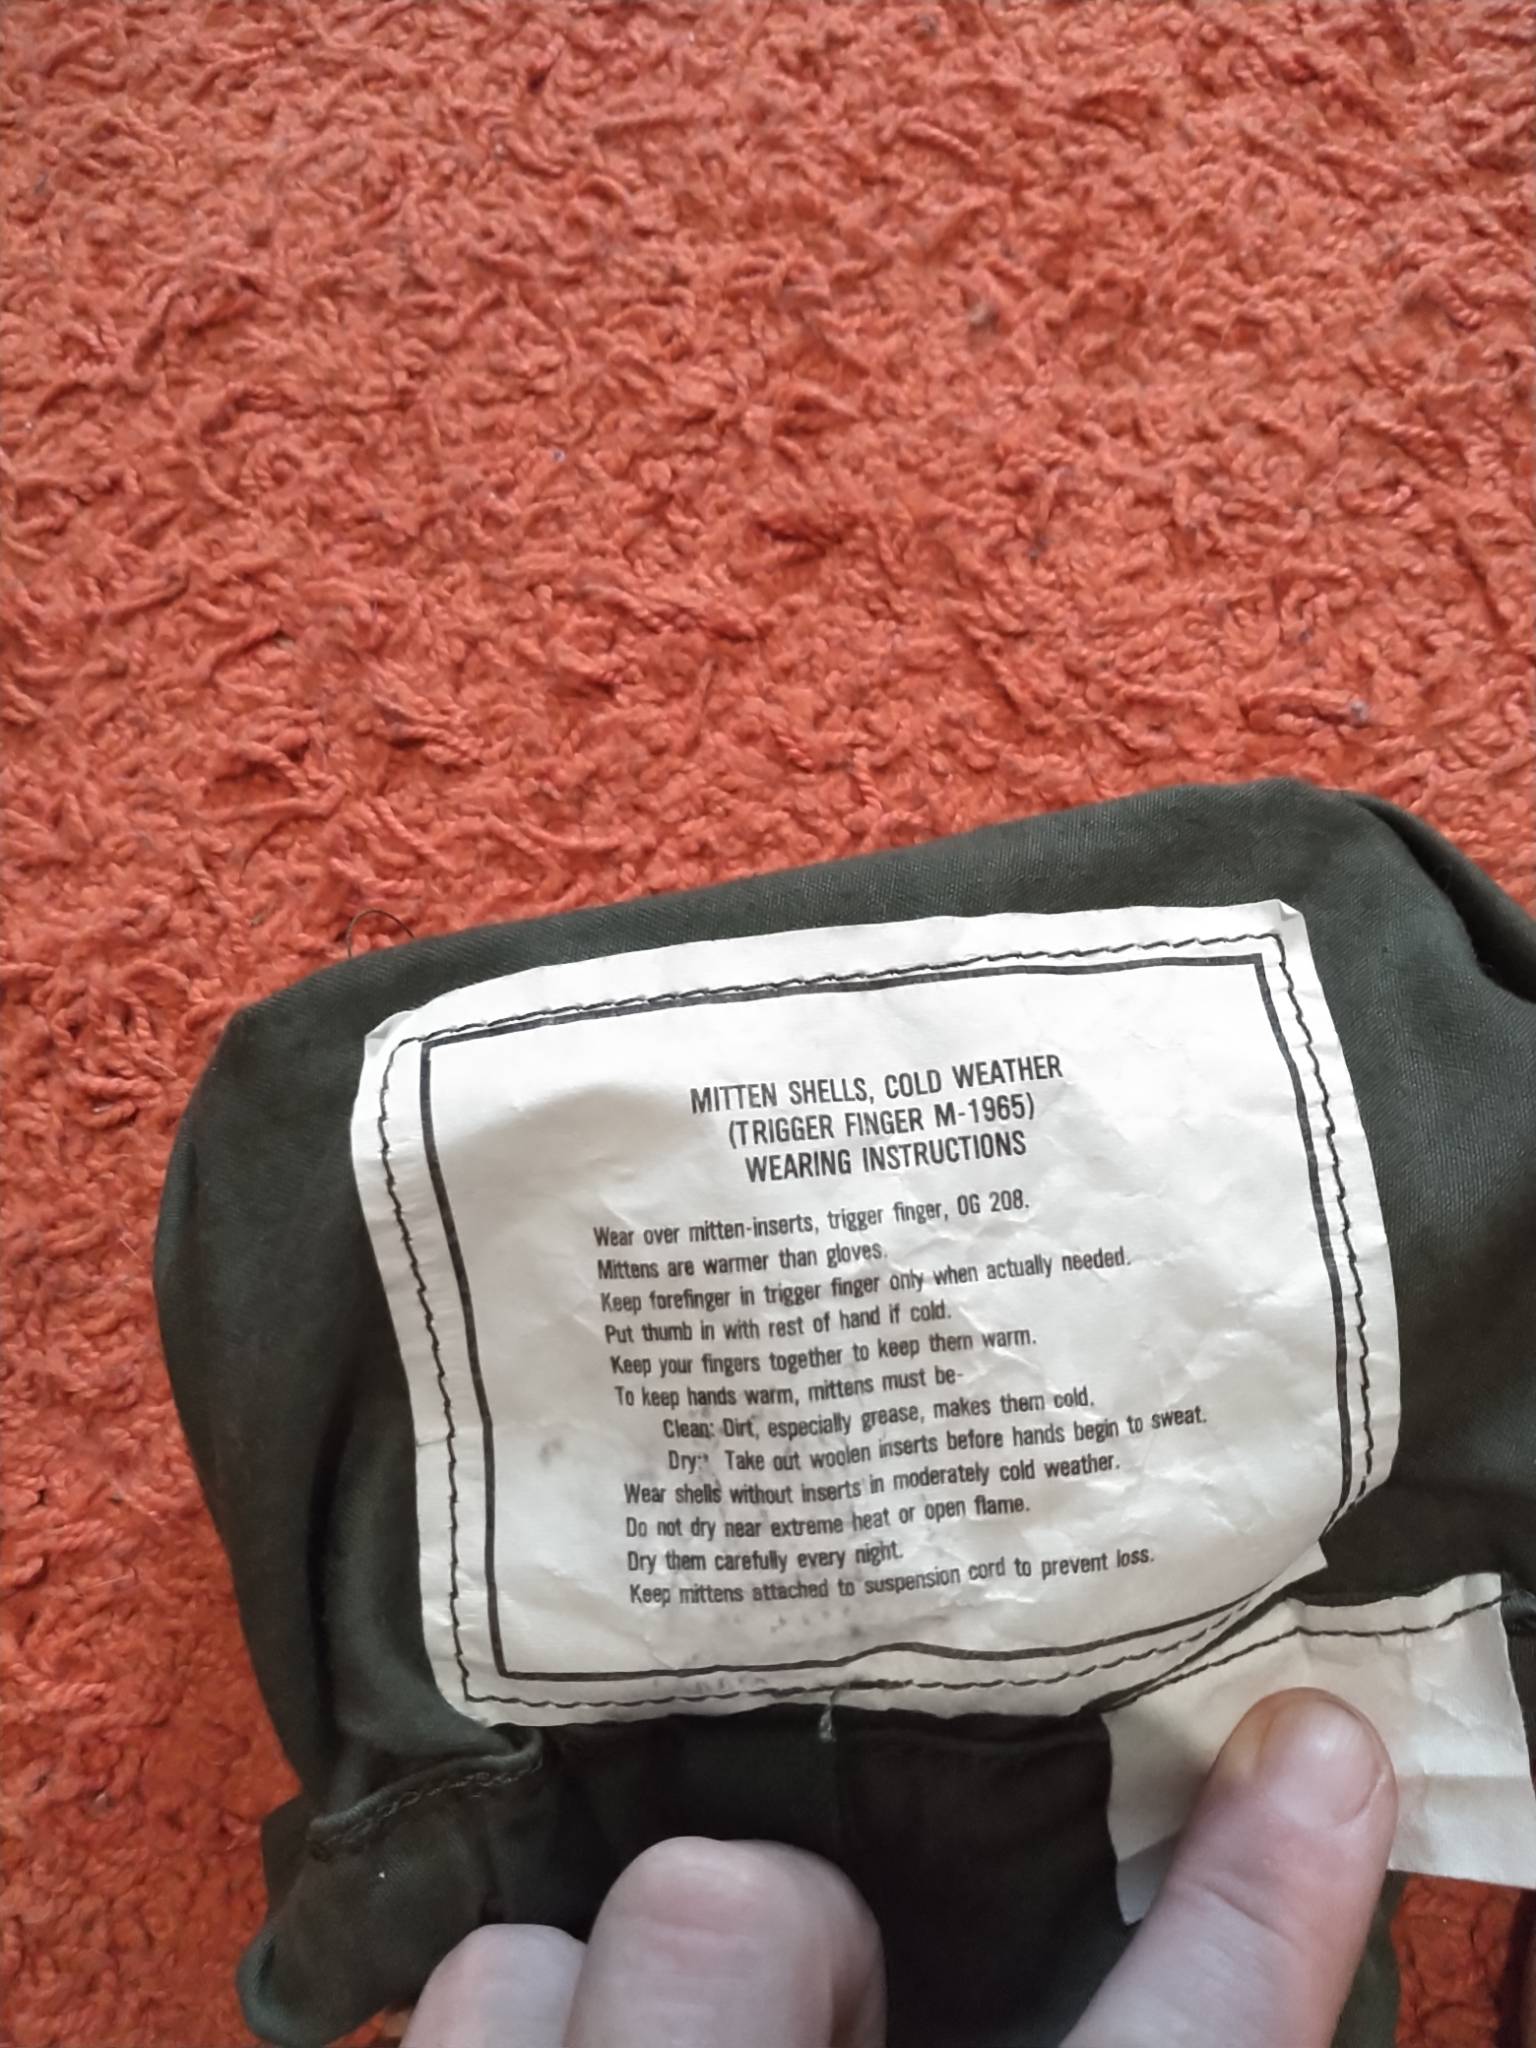 MITTEN SHELLS, COLD WEATHER
(TRIGGER FINGER M-1965)
WEARING INSTRUCTIONS
Wear over mitten-inserts, trigger finger, OG 208.
Mittens are warmer than gloves.
Keep forefinger in trigger finger only when actually needed.
Put thumb in with rest of hand if cold.
Keep your fingers together to keep them warm.
To keep hands warm, mittens must be-
Clean: Dirt, especially grease, makes them cold.
Dry: Take out woolen inserts before hands begin to sweat.
Wear shells without inserts in moderately cold weather.
Do not dry near extreme heat or open flame.
Dry them carefully every night.
Keep mittens attached to suspension cord to prevent loss.